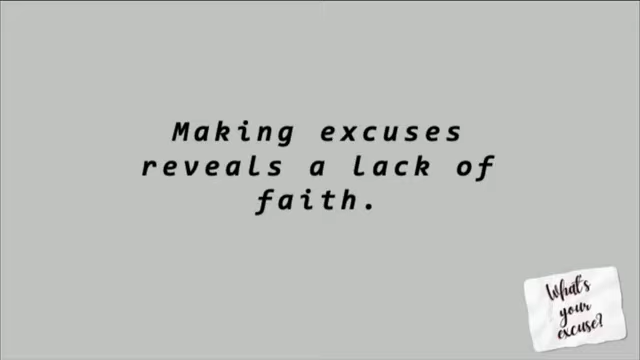 Making excuses
reveals a lack of
faith.
What's
your
excuse?